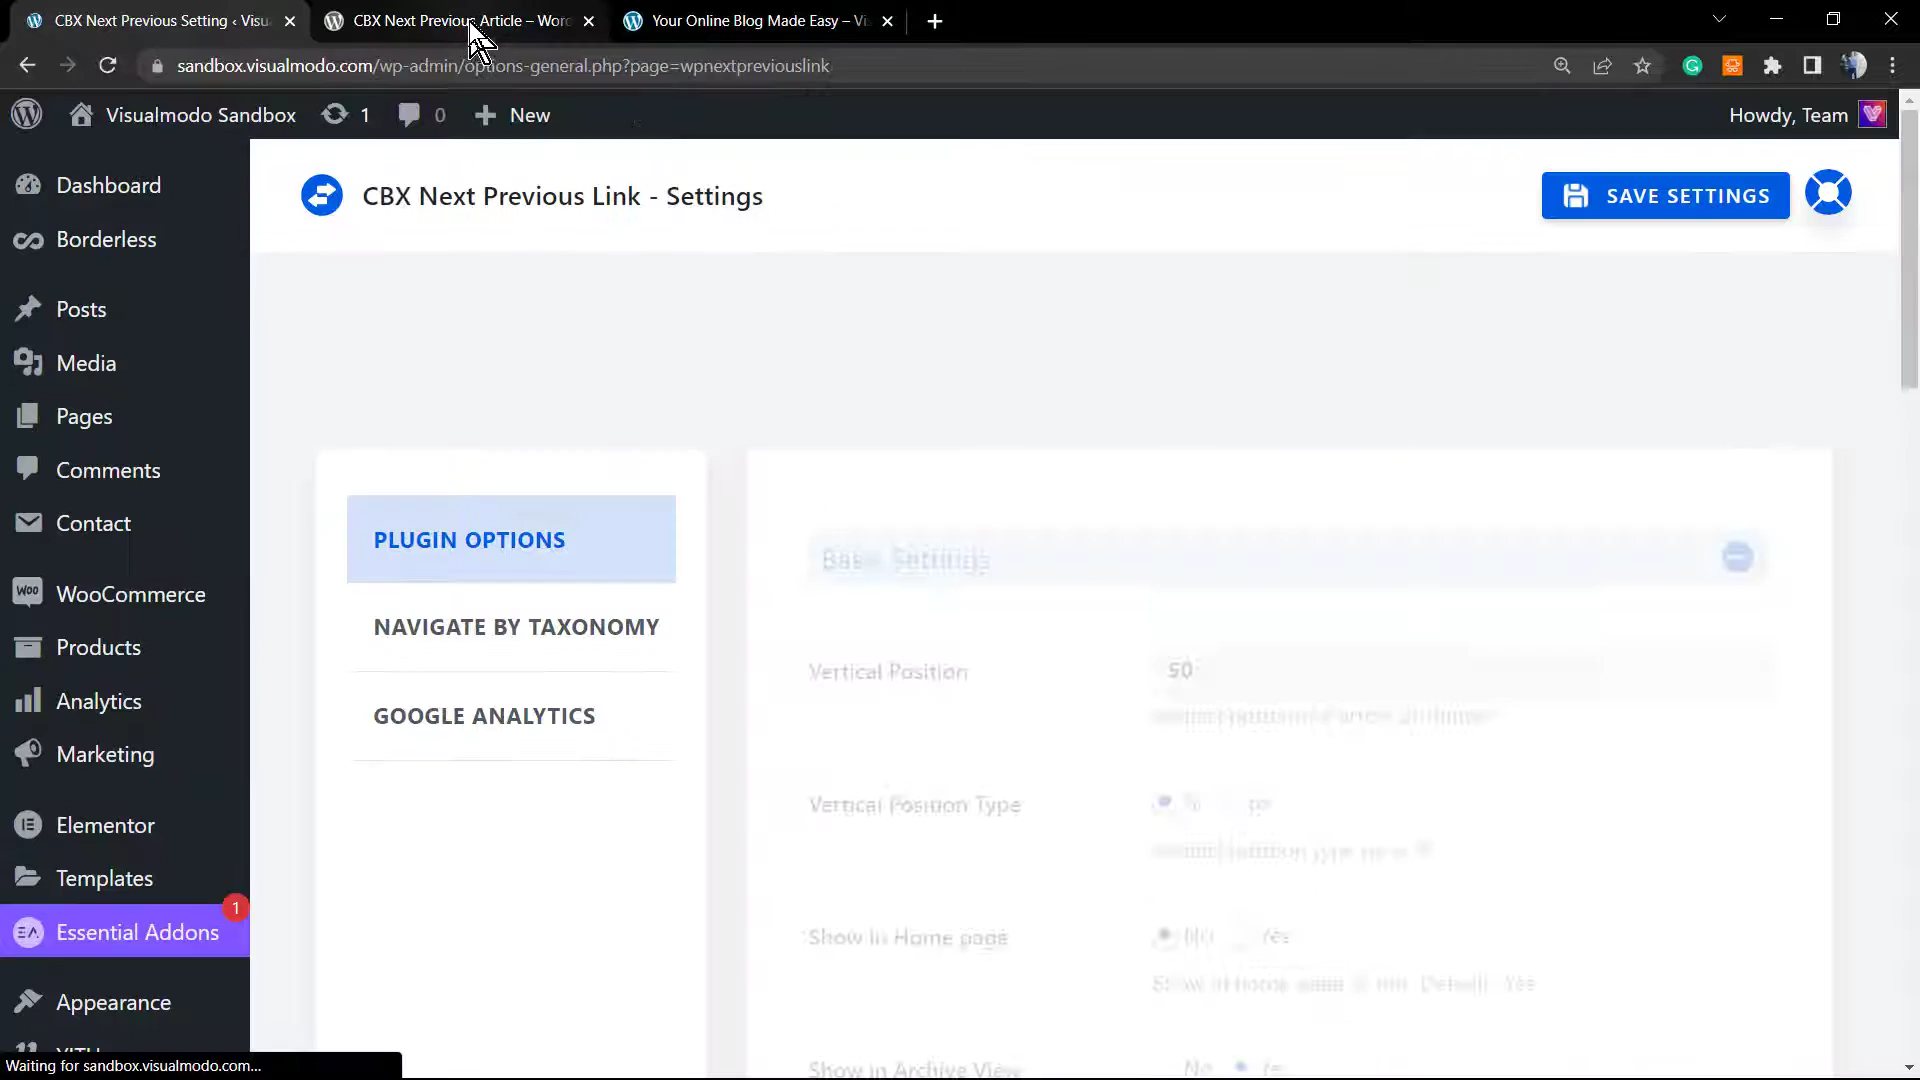 CBX Next Previous Setting ‹ Visu
CBX Next Previous Article – Word
Your Online Blog Made Easy – Vi
sandbox.visualmodo.com/wp-admin/options-general.php?page=wpnextpreviouslink
Visualmodo Sandbox
1
0
New
Howdy, Team
Dashboard
Borderless
Posts
Media
Pages
Comments
Contact
WooCommerce
Products
Analytics
Marketing
Elementor
Templates
Essential Addons
1
Appearance
CBX Next Previous Link - Settings
SAVE SETTINGS
PLUGIN OPTIONS
NAVIGATE BY TAXONOMY
GOOGLE ANALYTICS
Settings
Vertical Position
50
Vertical Position Type
px
Show in Home page
No Yes
Show in Archive View
No
Waiting for sandbox.visualmodo.com...